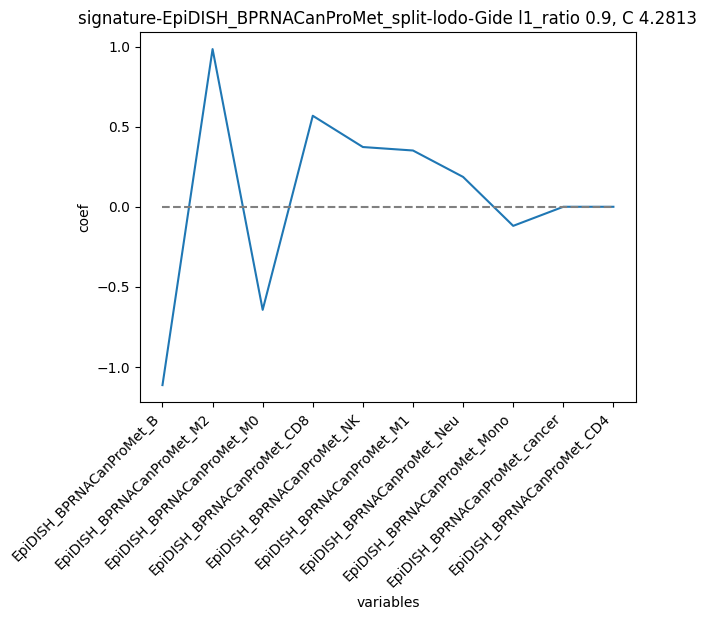 signature-EpiDISH_BPRNACanProMet_split-lodo-Gide l1_ratio 0.9, C 4.2813
1.0
0.5
0.0
−0.5
−1.0
coef
EpiDISH_BPRNACanProMet_B
EpiDISH_BPRNACanProMet_M2
EpiDISH_BPRNACanProMet_M0
EpiDISH_BPRNACanProMet_CD8
EpiDISH_BPRNACanProMet_NK
EpiDISH_BPRNACanProMet_M1
EpiDISH_BPRNACanProMet_Neu
EpiDISH_BPRNACanProMet_Mono
EpiDISH_BPRNACanProMet_cancer
EpiDISH_BPRNACanProMet_CD4
variables